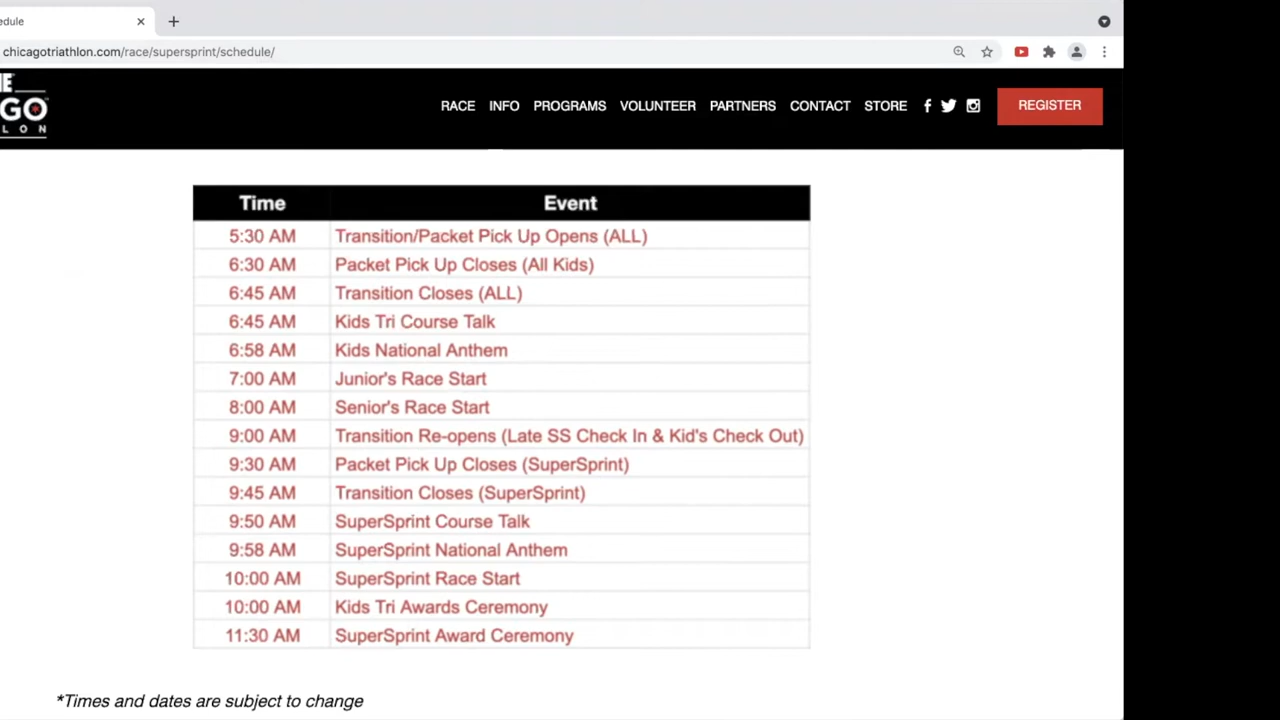 edule
chicagotriathlon.com/race/supersprint/schedule/
GO
LON
RACE INFO PROGRAMS VOLUNTEER PARTNERS CONTACT STORE REGISTER
Time Event
5:30 AM Transition/Packet Pick Up Opens (ALL)
6:30 AM Packet Pick Up Closes (All Kids)
6:45 AM Transition Closes (ALL)
6:45 AM Kids Tri Course Talk
6:58 AM Kids National Anthem
7:00 AM Junior's Race Start
8:00 AM Senior's Race Start
9:00 AM Transition Re-opens (Late SS Check In & Kid's Check Out)
9:30 AM Packet Pick Up Closes (SuperSprint)
9:45 AM Transition Closes (SuperSprint)
9:50 AM SuperSprint Course Talk
9:58 AM SuperSprint National Anthem
10:00 AM SuperSprint Race Start
10:00 AM Kids Tri Awards Ceremony
11:30 AM SuperSprint Award Ceremony
*Times and dates are subject to change